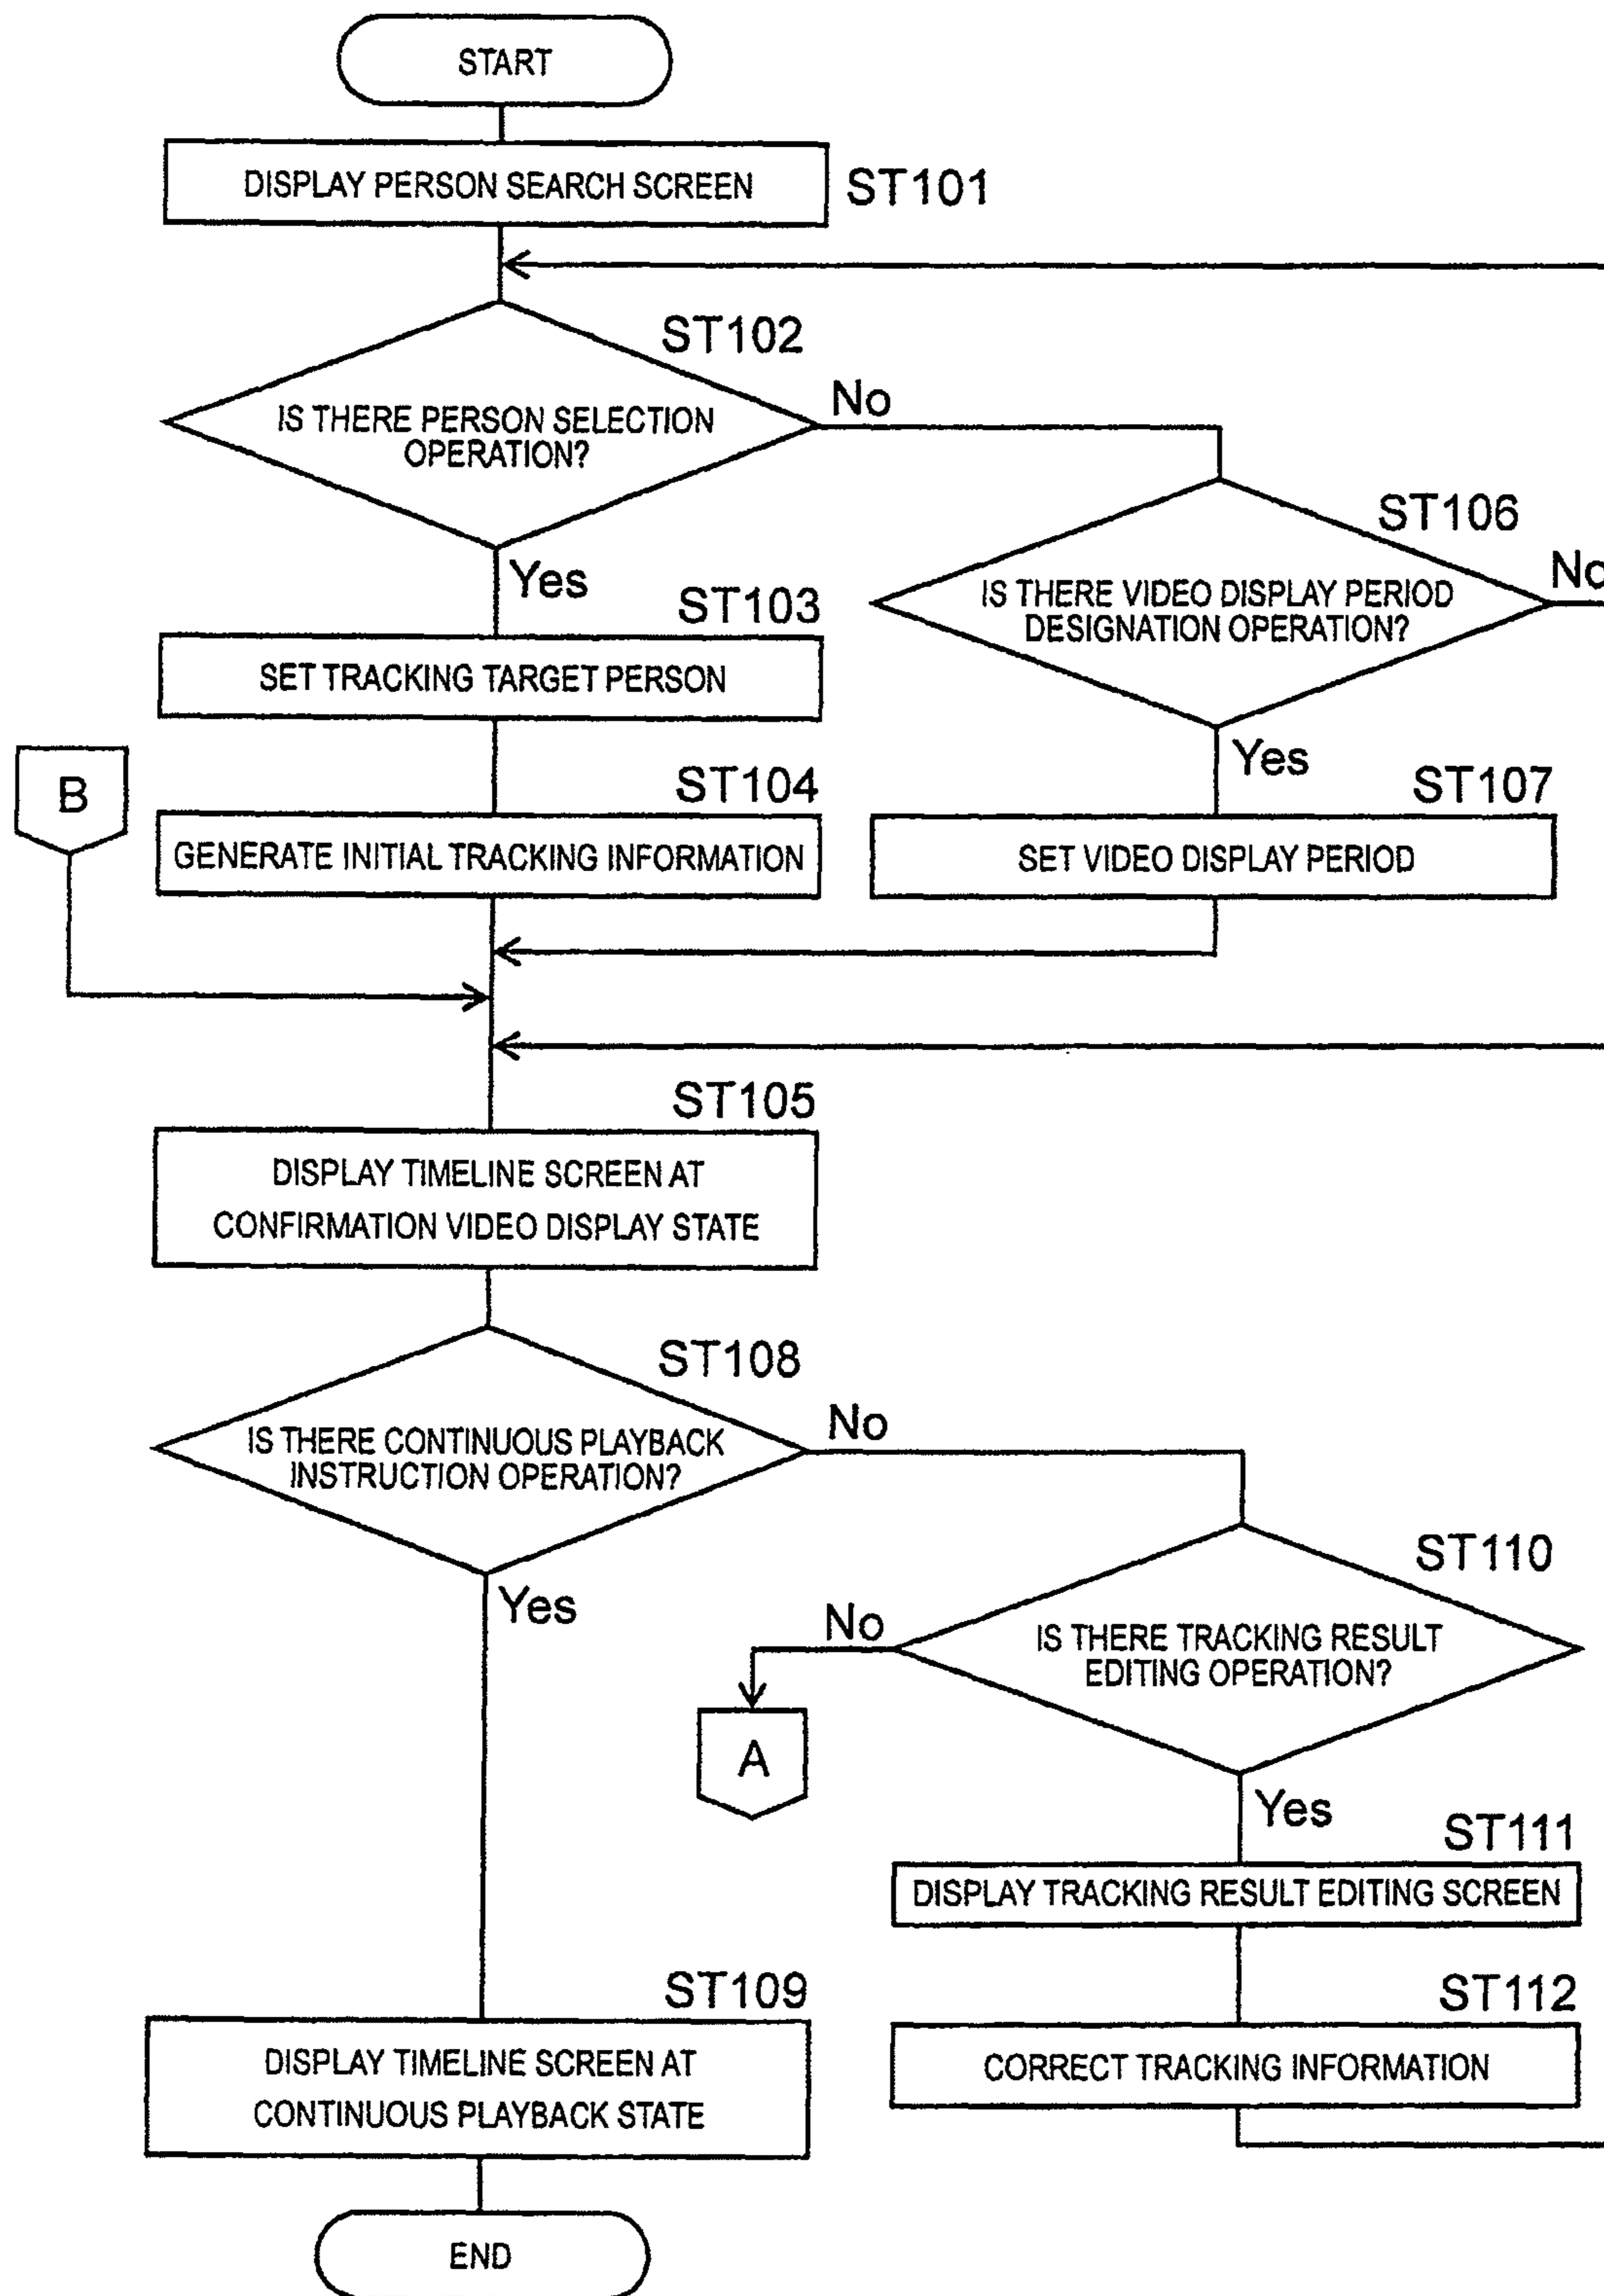 START
DISPLAY PERSON SEARCH SCREEN
ST101
ST102
IS THERE PERSON SELECTION
OPERATION?
No
Yes
ST106
IS THERE VIDEO DISPLAY PERIOD
DESIGNATION OPERATION?
No
Yes
ST103
SET TRACKING TARGET PERSON
B
ST104
GENERATE INITIAL TRACKING INFORMATION
ST107
SET VIDEO DISPLAY PERIOD
ST105
DISPLAY TIMELINE SCREEN AT
CONFIRMATION VIDEO DISPLAY STATE
ST108
IS THERE CONTINUOUS PLAYBACK
INSTRUCTION OPERATION?
No
Yes
ST110
IS THERE TRACKING RESULT
EDITING OPERATION?
No
A
Yes
ST111
DISPLAY TRACKING RESULT EDITING SCREEN
ST112
CORRECT TRACKING INFORMATION
ST109
DISPLAY TIMELINE SCREEN AT
CONTINUOUS PLAYBACK STATE
END